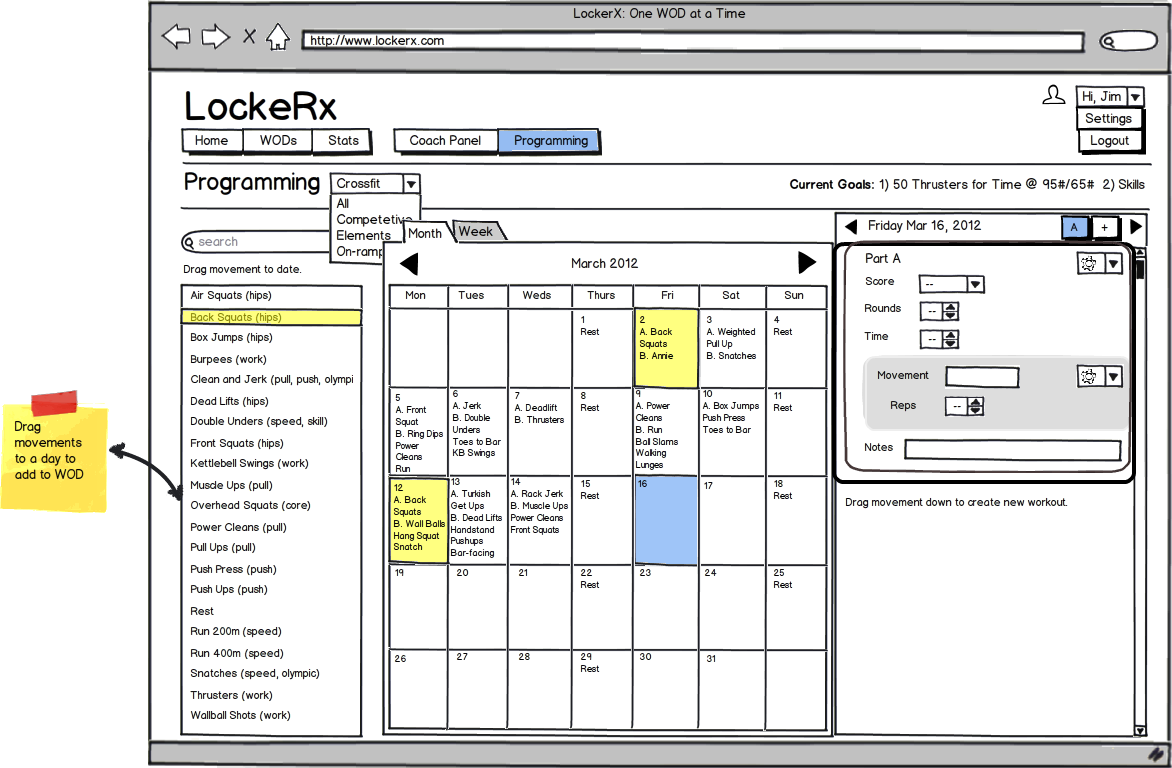 LockerX: One WOD at a Time
X
http://www.lockerx.com
LockeRx
Hi, Jim
Settings
Logout
Home
WODs
Stats
Coach Panel
Programming
Programming
Crossfit
All
Competetive
Elements
On-ramp
Current Goals: 1) 50 Thrusters for Time @ 95#/65# 2) Skills
search
Drag movement to date.
Air Squats (hips)
Back Squats (hips)
Box Jumps (hips)
Burpees (work)
Clean and Jerk (pull, push, olympi
Dead Lifts (hips)
Double Unders (speed, skill)
Front Squats (hips)
Kettlebell Swings (work)
Muscle Ups (pull)
Overhead Squats (core)
Power Cleans (pull)
Pull Ups (pull)
Push Press (push)
Push Ups (push)
Rest
Run 200m (speed)
Run 400m (speed)
Snatches (speed, olympic)
Thrusters (work)
Wallball Shots (work)
Drag
movements
to a day to
add to WOD
Month
Week
March 2012
Mon
Tues
Weds
Thurs
Fri
Sat
Sun
1
Rest
2
A. Back
Squats
B. Annie
3
A. Weighted
Pull Up
B. Snatches
4
Rest
5
A. Front
Squat
B. Ring Dips
Power
Cleans
Run
6
A. Jerk
B. Double
Unders
Toes to Bar
KB Swings
7
A. Deadlift
B. Thrusters
8
Rest
9
A. Power
Cleans
B. Run
Ball Slams
Walking
Lunges
10
A. Box Jumps
Push Press
Toes to Bar
11
Rest
12
A. Back
Squats
B. Wall Balls
Hang Squat
Snatch
13
A. Turkish
Get Ups
B. Dead Lifts
Handstand
Pushups
Bar-facing
14
A. Rack Jerk
B. Muscle Ups
Power Cleans
Front Squats
15
Rest
16
17
18
Rest
19
20
21
22
Rest
23
24
25
Rest
26
27
28
29
Rest
30
31
Friday Mar 16, 2012
A
+
Part A
Score
--
Rounds
--
Time
--
Movement
Reps
--
Notes
Drag movement down to create new workout.